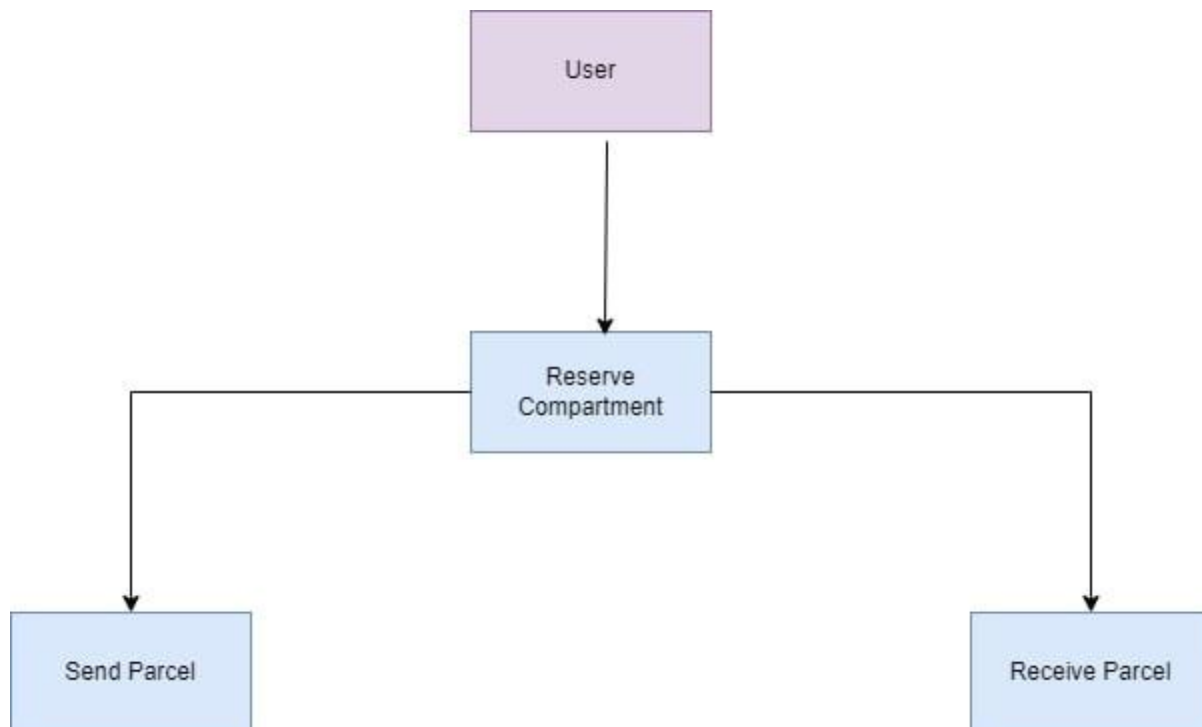 User
Reserve
Compartment
Send Parcel
Receive Parcel